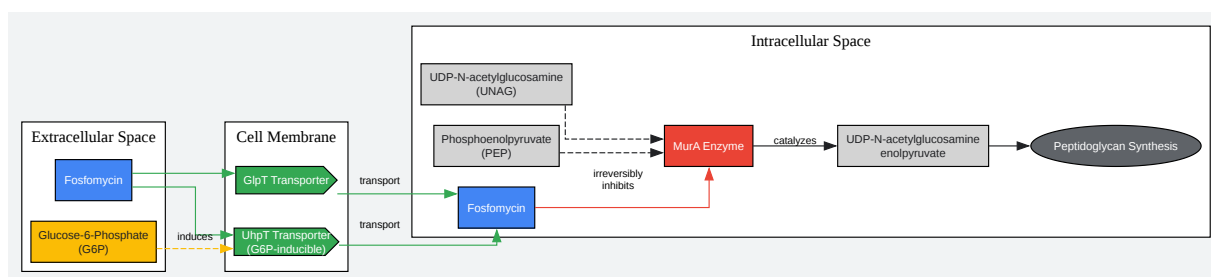 Intracellular Space
UDP-N-acetylglucosamine
(UNAG)
Extracellular Space
Cell Membrane
Phosphoenolpyruvate
(PEP)
MurA Enzyme
catalyzes
UDP-N-acetylglucosamine
enolpyruvate
Peptidoglycan Synthesis
Fosfomycin
GlpT Transporter
transport
irreversibly
inhibits
Fosfomycin
Glucose-6-Phosphate
(G6P)
induces
UhpT Transporter
(G6P-inducible)
transport